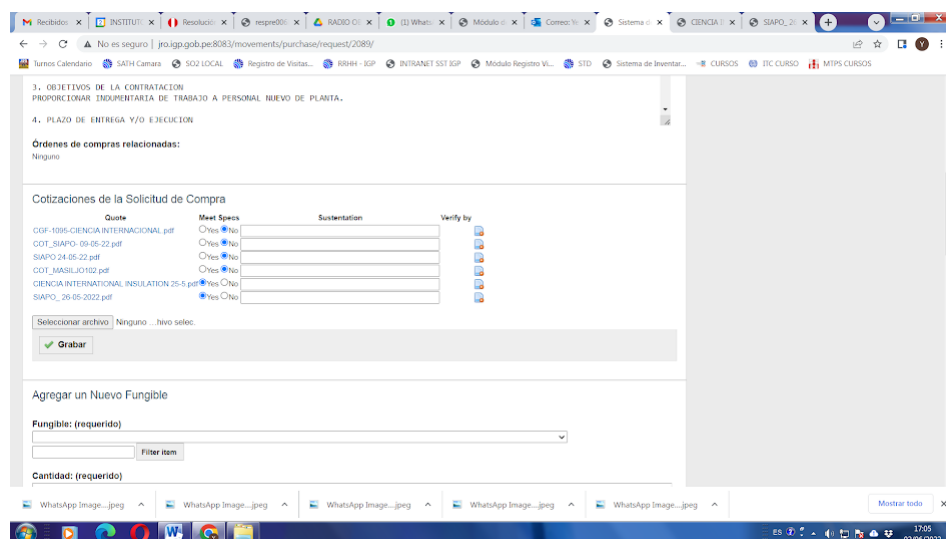 Recibidos
INSTITUT
Resolució
respre006
RADIO OE
(1) Whats
Módulo d
Correo: Ye
Sistema d
CIENCIA I
SIAPO_ 26
No es seguro | jro.igp.gob.pe:8083/movements/purchase/request/2089/
Turnos Calendario SATH Camara SO2 LOCAL Registro de Visitas... RRHH - IGP INTRANET SST IGP Módulo Registro Vi... STD Sistema de Inventar... CURSOS ITC CURSO MTPS CURSOS
3. OBJETIVOS DE LA CONTRATACION
PROPORCIONAR INDUMENTARIA DE TRABAJO A PERSONAL NUEVO DE PLANTA.
4. PLAZO DE ENTREGA Y/O EJECUCION
Órdenes de compras relacionadas:
Ninguno
Cotizaciones de la Solicitud de Compra
Quote Meet Specs Sustentation Verify by
CGF-1095-CIENCIA INTERNACIONAL.pdf Yes No
COT_SIAPO- 09-05-22.pdf Yes No
SIAPO 24-05-22.pdf Yes No
COT_MASILJO102.pdf Yes No
CIENCIA INTERNATIONAL INSULATION 25-5.pdf Yes No
SIAPO_ 26-05-2022.pdf Yes No
Seleccionar archivo Ninguno ...hivo selec.
Grabar
Agregar un Nuevo Fungible
Fungible: (requerido)
Filter item
Cantidad: (requerido)
WhatsApp Image....jpeg WhatsApp Image....jpeg WhatsApp Image....jpeg WhatsApp Image....jpeg WhatsApp Image....jpeg Mostrar todo
ES 17:05
02/06/2022